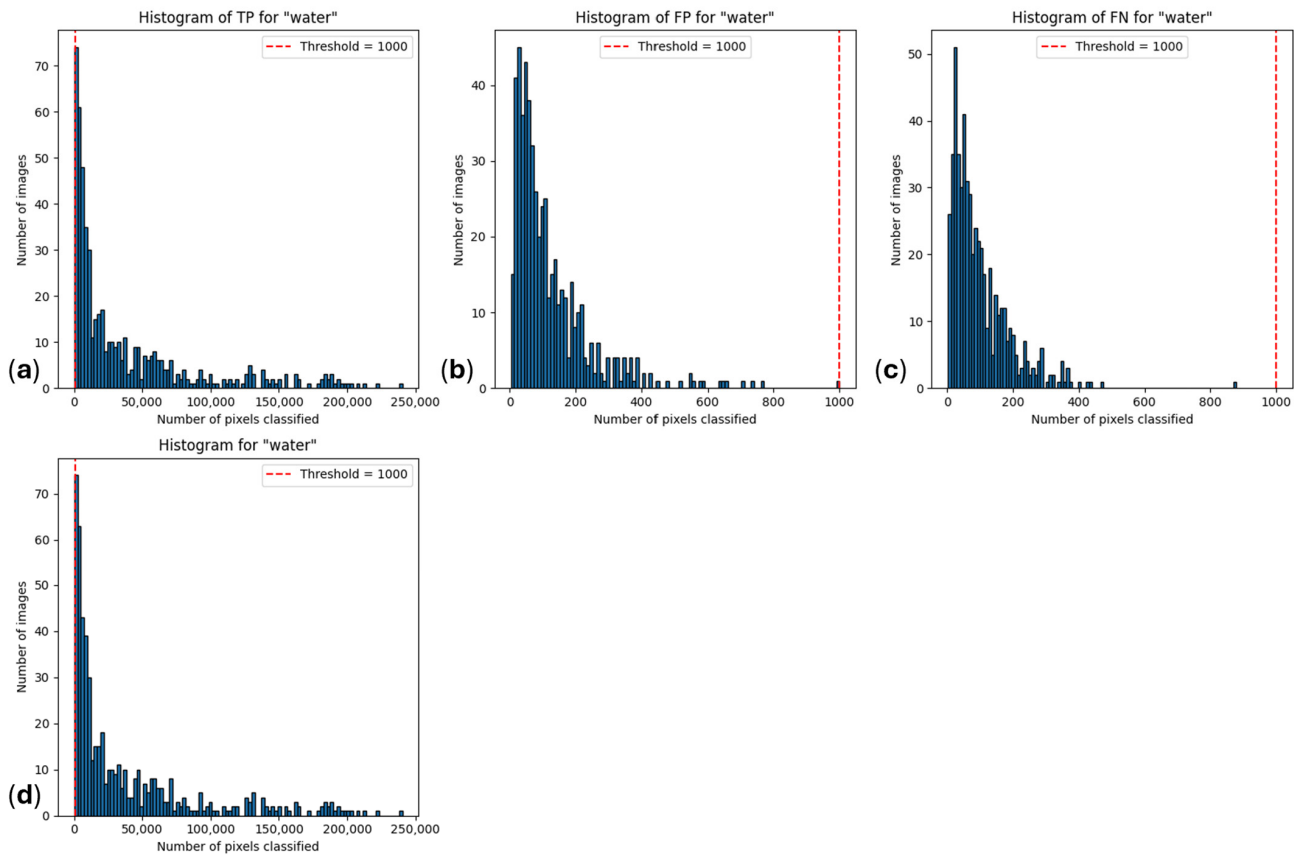 Histogram of TP for "water"
Threshold = 1000
Number of images
70
60
50
40
30
20
10
0
0
50,000
100,000
150,000
200,000
250,000
Number of pixels classified
(a)
Histogram of FP for "water"
Threshold = 1000
Number of images
40
30
20
10
0
0
200
400
600
800
1000
Number of pixels classified
(b)
Histogram of FN for "water"
Threshold = 1000
Number of images
50
40
30
20
10
0
0
200
400
600
800
1000
Number of pixels classified
(c)
Histogram for "water"
Threshold = 1000
Number of images
70
60
50
40
30
20
10
0
0
50,000
100,000
150,000
200,000
250,000
Number of pixels classified
(d)